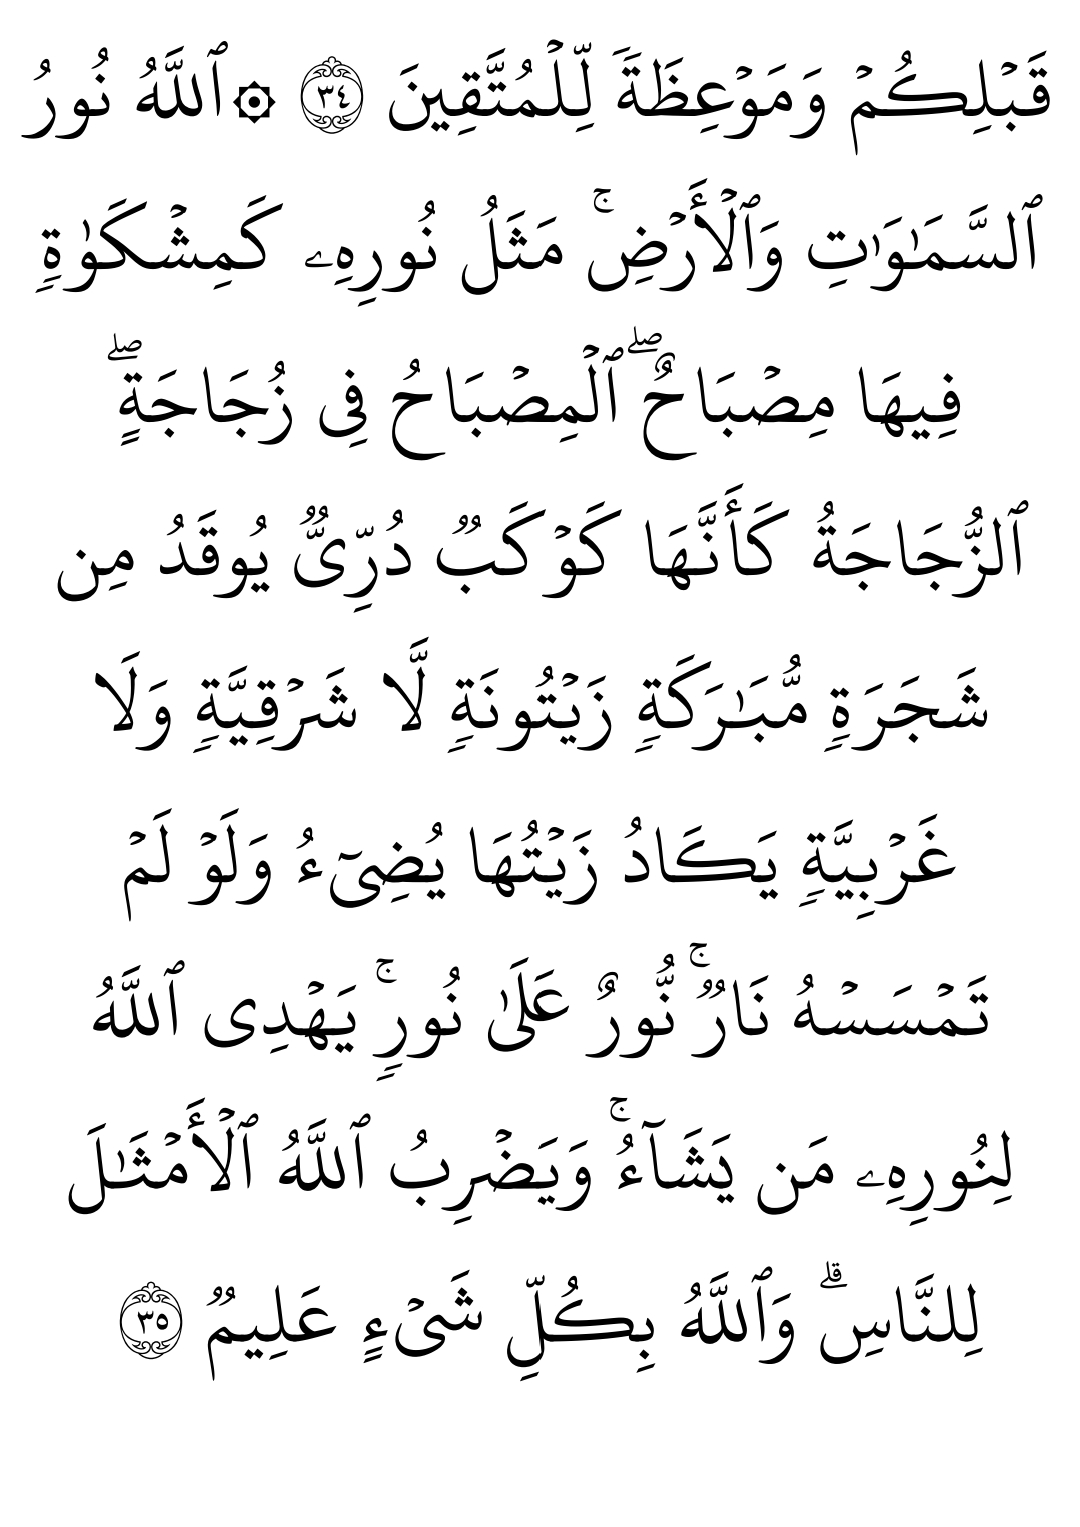 قَبۡلِكُمۡ وَمَوۡعِظَةٗ لِّلۡمُتَّقِينَ ٣٤ ۞ ٱللَّهُ نُورُ
ٱلسَّمَٰوَٰتِ وَٱلۡأَرۡضِۚ مَثَلُ نُورِهِۦ كَمِشۡكَوٰةٖ
فِيهَا مِصۡبَاحٌۖ ٱلۡمِصۡبَاحُ فِي زُجَاجَةٍۖ
ٱلزُّجَاجَةُ كَأَنَّهَا كَوۡكَبٞ دُرِّيّٞ يُوقَدُ مِن
شَجَرَةٖ مُّبَٰرَكَةٖ زَيۡتُونَةٖ لَّا شَرۡقِيَّةٖ وَلَا
غَرۡبِيَّةٖ يَكَادُ زَيۡتُهَا يُضِيٓءُ وَلَوۡ لَمۡ
تَمۡسَسۡهُ نَارٞۚ نُّورٌ عَلَىٰ نُورٖۚ يَهۡدِي ٱللَّهُ
لِنُورِهِۦ مَن يَشَآءُۚ وَيَضۡرِبُ ٱللَّهُ ٱلۡأَمۡثَٰلَ
لِلنَّاسِۗ وَٱللَّهُ بِكُلِّ شَيۡءٍ عَلِيمٞ ٣٥